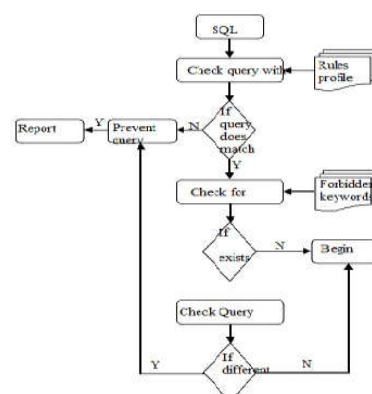 SQL
Check query with
Rules
profile
If
query
does
match
N
Y
Prevent
query
Report
Y
Check for
Forbidden
keywords
If
exists
N
Begin
Check Query
If
different
Y
N